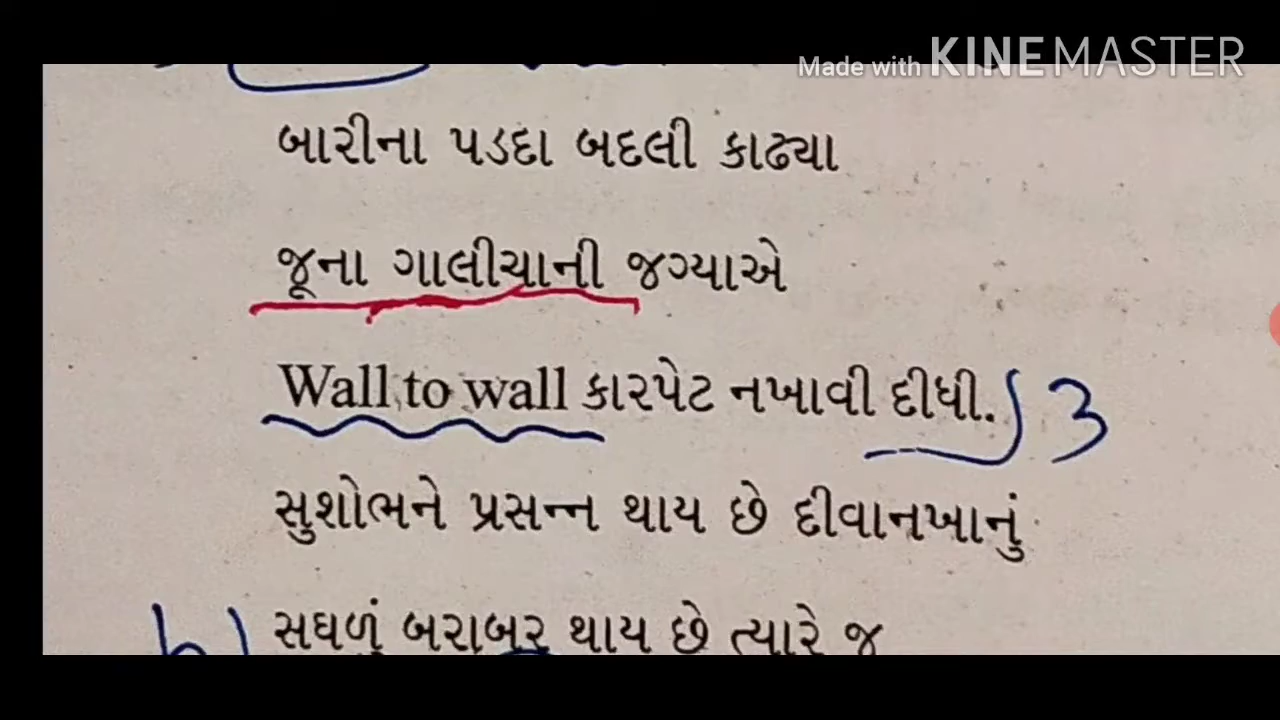 Made with KINEMASTER
બારીના પડદા બદલી કાઢ્યા
જૂના ગાલીચાની જગ્યાએ
Wall to wall કારપેટ નખાવી દીધી. 3
સુશોભને પ્રસન્ન થાય છે દીવાનખાનું
સઘળું બરાબર થાય છે ત્યારે જ